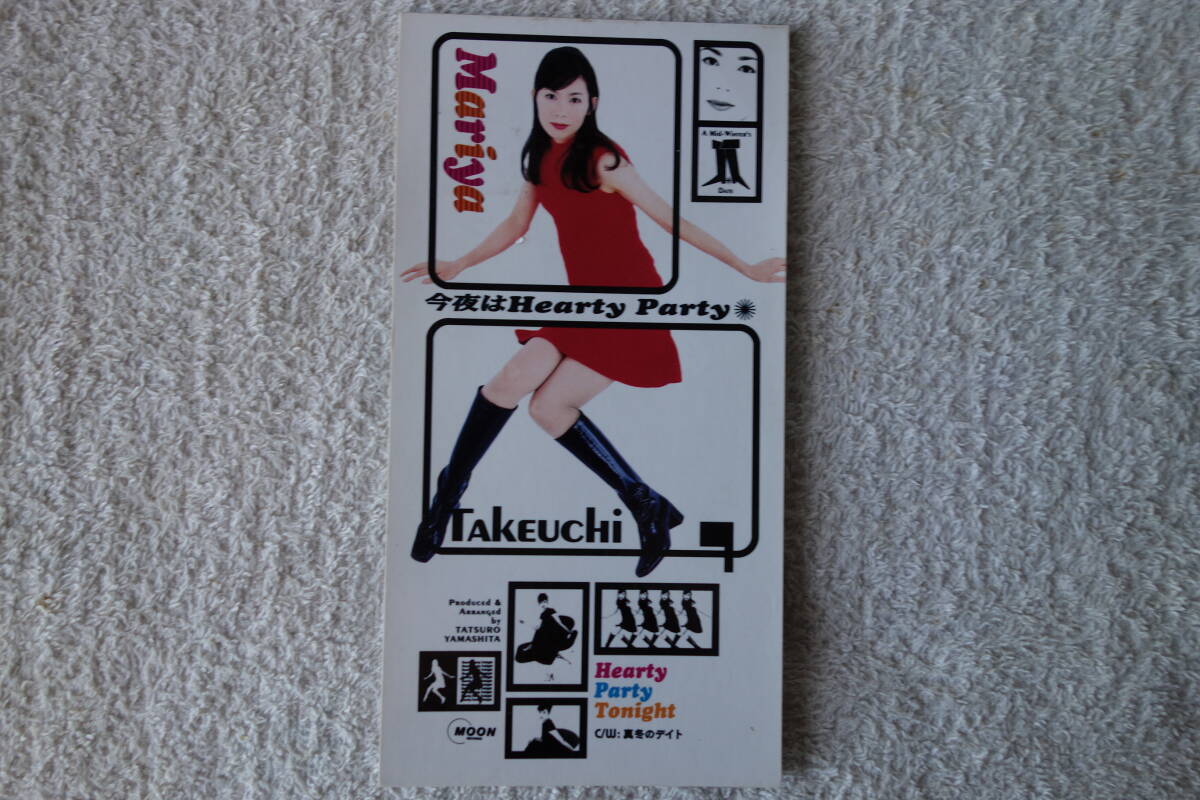 Mariya
A Mid-Winter's
Date
今夜はHearty Party
TAKEUCHi
Produced &
Arranged
by
TATSURO
YAMASHITA
MOON
Hearty
Party
Tonight
C/W: 真冬のデイト